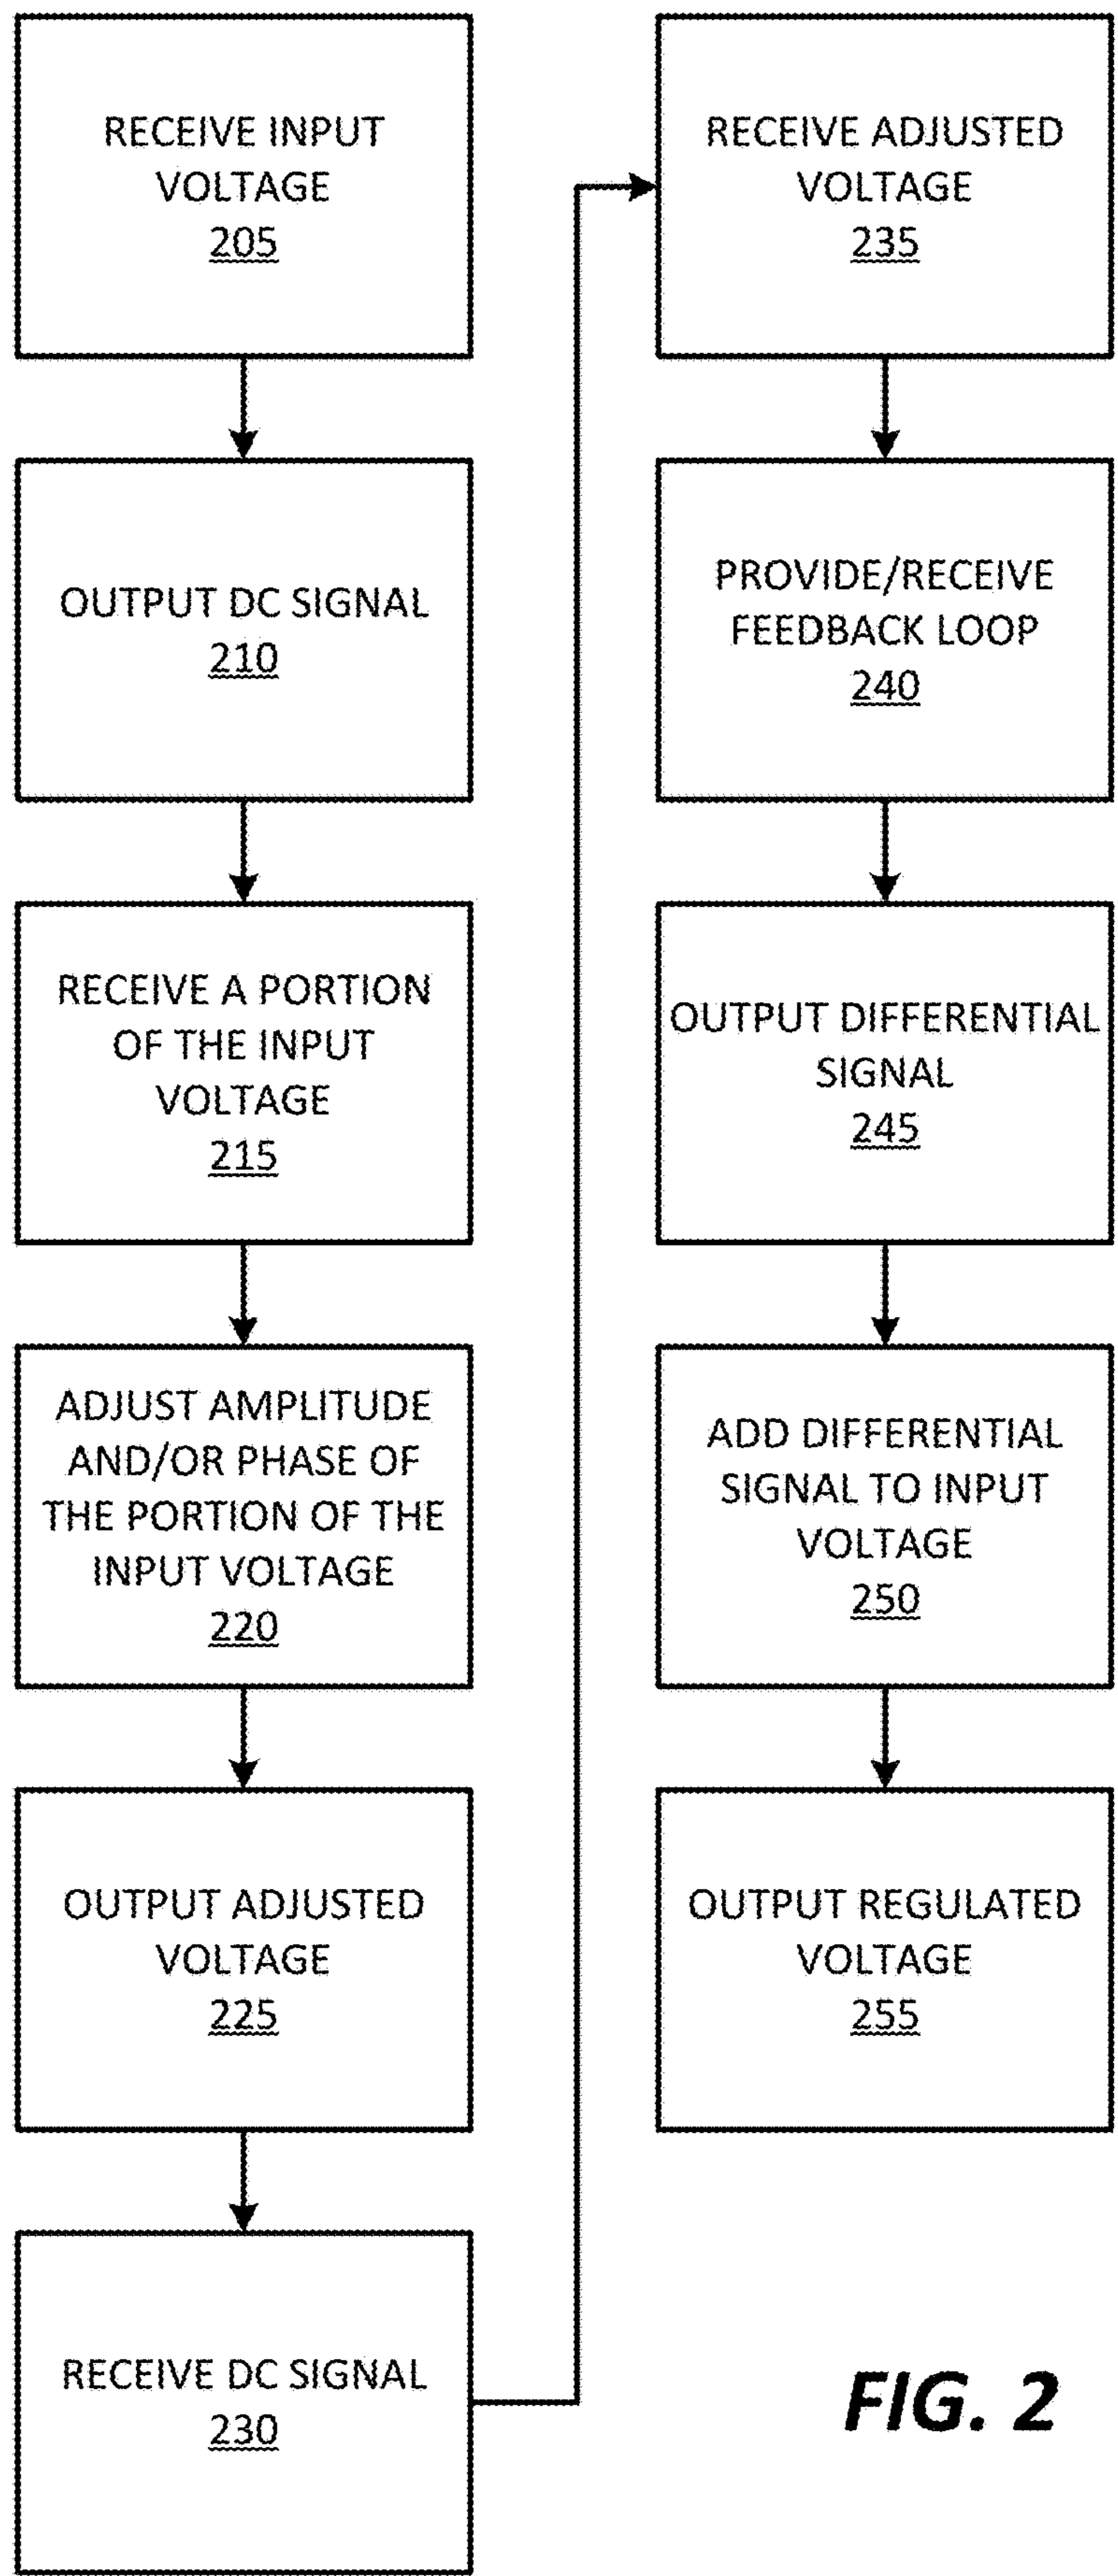 RECEIVE INPUT
VOLTAGE
205
OUTPUT DC SIGNAL
210
RECEIVE A PORTION
OF THE INPUT
VOLTAGE
215
ADJUST AMPLITUDE
AND/OR PHASE OF
THE PORTION OF THE
INPUT VOLTAGE
220
OUTPUT ADJUSTED
VOLTAGE
225
RECEIVE DC SIGNAL
230
RECEIVE ADJUSTED
VOLTAGE
235
PROVIDE/RECEIVE
FEEDBACK LOOP
240
OUTPUT DIFFERENTIAL
SIGNAL
245
ADD DIFFERENTIAL
SIGNAL TO INPUT
VOLTAGE
250
OUTPUT REGULATED
VOLTAGE
255
FIG. 2